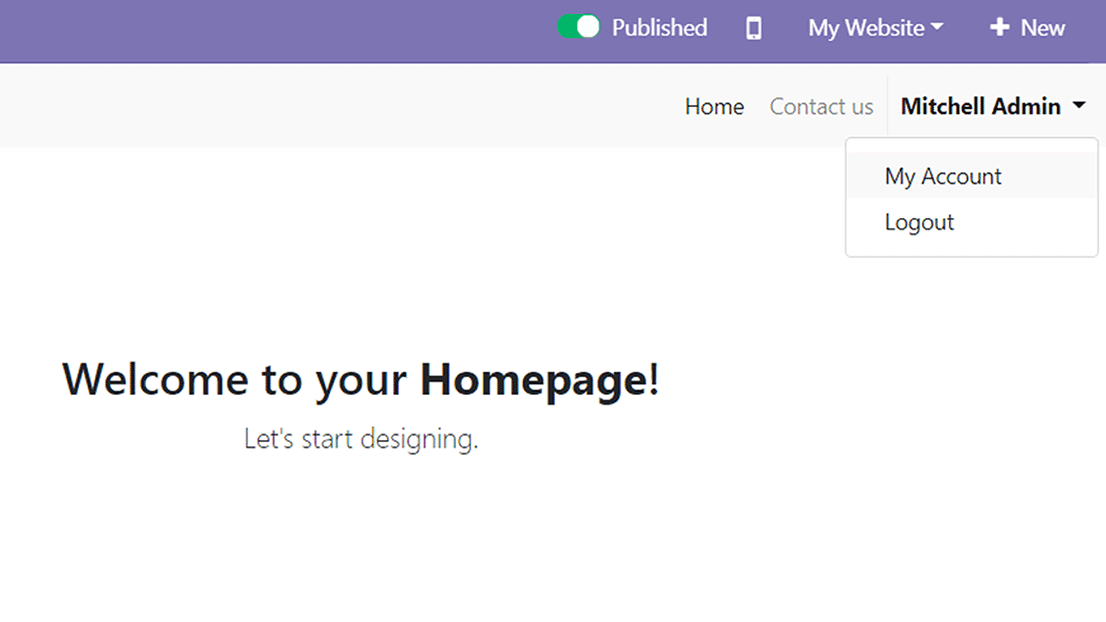 Published My Website New
Home Contact us Mitchell Admin
My Account
Logout
Welcome to your Homepage!
Let's start designing.